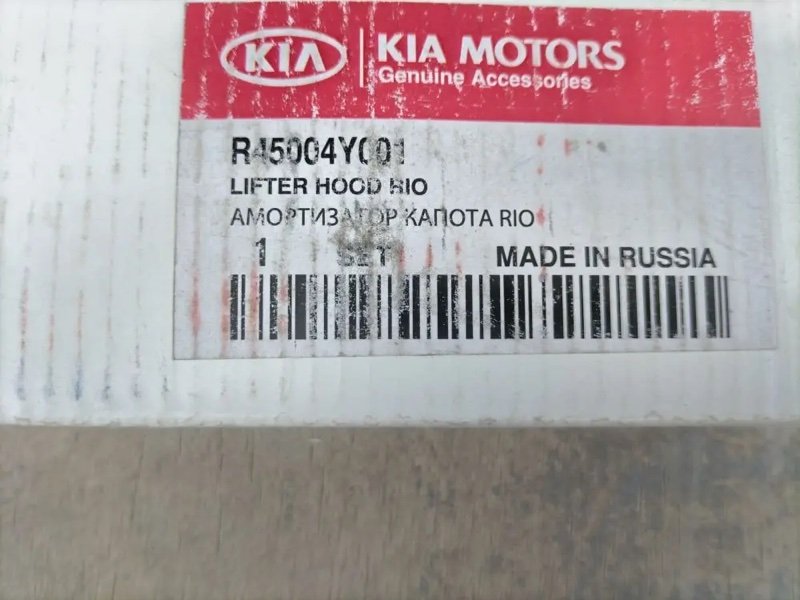 KIA
KIA MOTORS
Genuine Accessories
R45004Y001
LIFTER HOOD RIO
АМОРТИЗАТОР КАПОТА RIO
1 SET MADE IN RUSSIA